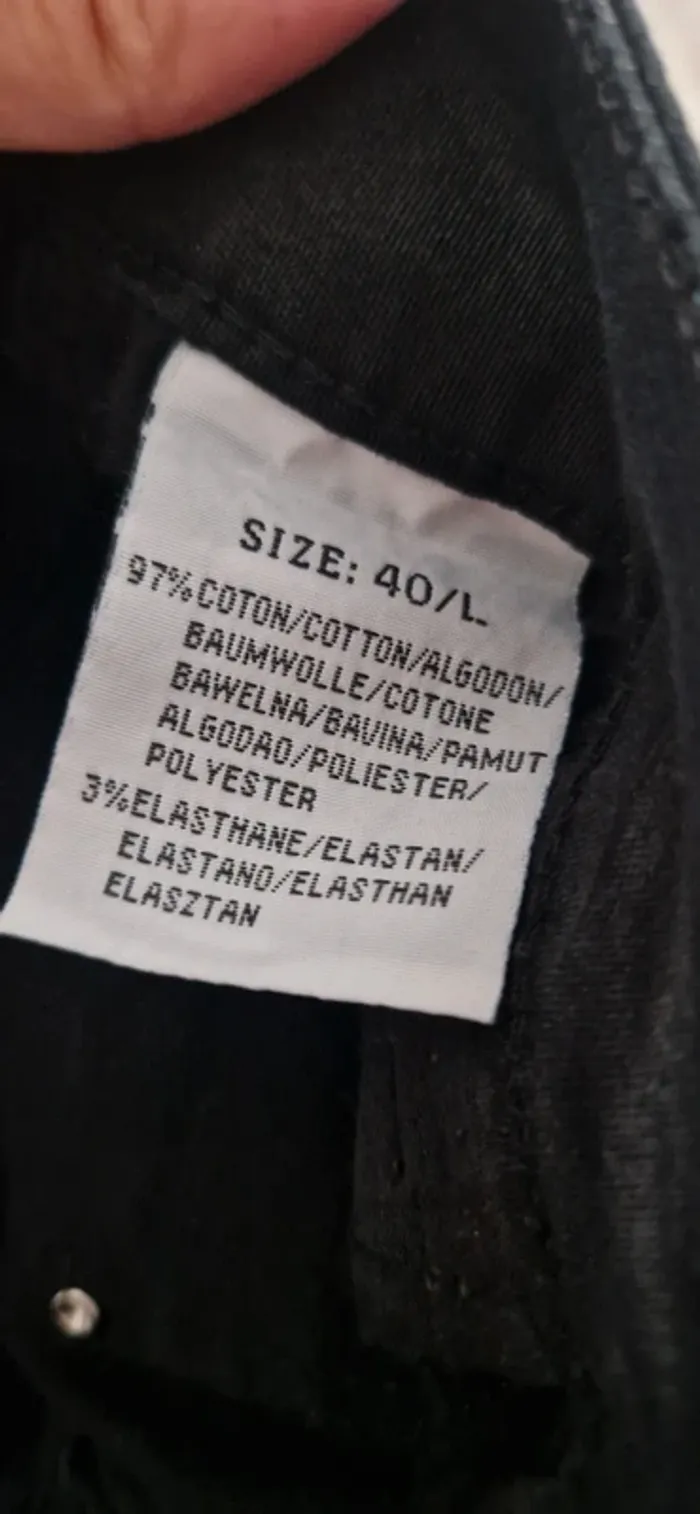 SIZE: 40/L
97%COTON/COTTON/ALGODON/
BAUMWOLLE/COTONE
BAWELNA/BAVINA/PAMUT
ALGODAO/POLIESTER/
POLYESTER
3%ELASTHANE/ELASTAN/
ELASTANO/ELASTHAN
ELASZTAN